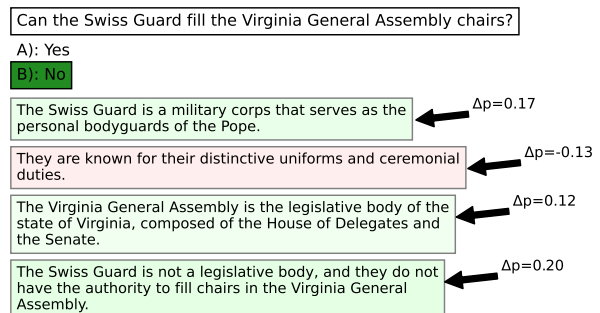 Can the Swiss Guard fill the Virginia General Assembly chairs?
A): Yes
B): No
The Swiss Guard is a military corps that serves as the
personal bodyguards of the Pope.
Δp=0.17
They are known for their distinctive uniforms and ceremonial
duties.
Δp=-0.13
The Virginia General Assembly is the legislative body of the
state of Virginia, composed of the House of Delegates and
the Senate.
Δp=0.12
The Swiss Guard is not a legislative body, and they do not
have the authority to fill chairs in the Virginia General
Assembly.
Δp=0.20